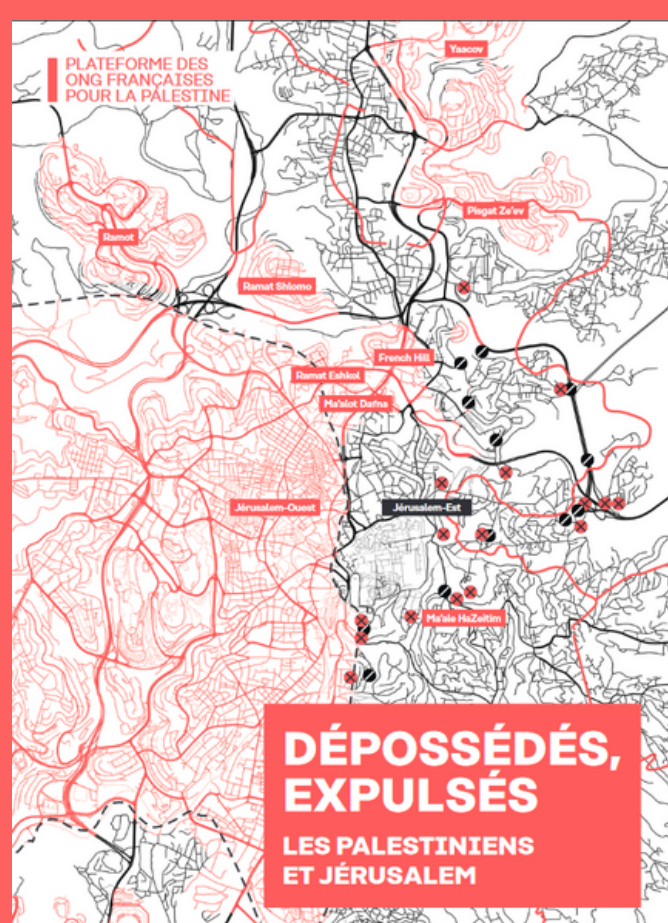 PLATEFORME DES
ONG FRANÇAISES
POUR LA PALESTINE
Yaacov
Pisgat Ze'ev
Ramot
Ramat Shlomo
French Hill
Ramat Eshkol
Ma'alot Dafna
Jérusalem-Ouest
Jérusalem-Est
Ma'ale HaZeitim
DÉPOSSÉDÉS,
EXPULSÉS
LES PALESTINIENS
ET JÉRUSALEM